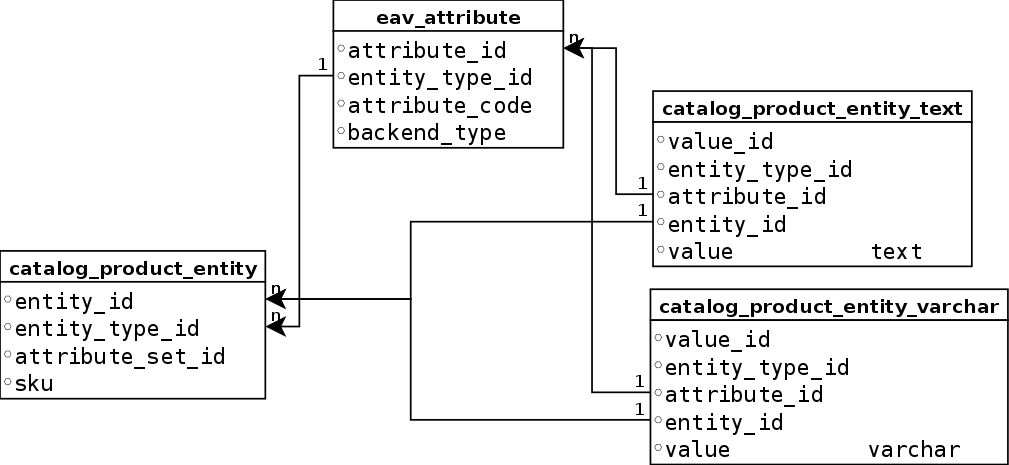 eav_attribute
attribute_id
entity_type_id
attribute_code
backend_type
n
1
catalog_product_entity_text
value_id
entity_type_id
attribute_id
entity_id
value text
1
1
catalog_product_entity
entity_id
entity_type_id
attribute_set_id
sku
n
n
catalog_product_entity_varchar
value_id
entity_type_id
attribute_id
entity_id
value varchar
1
1